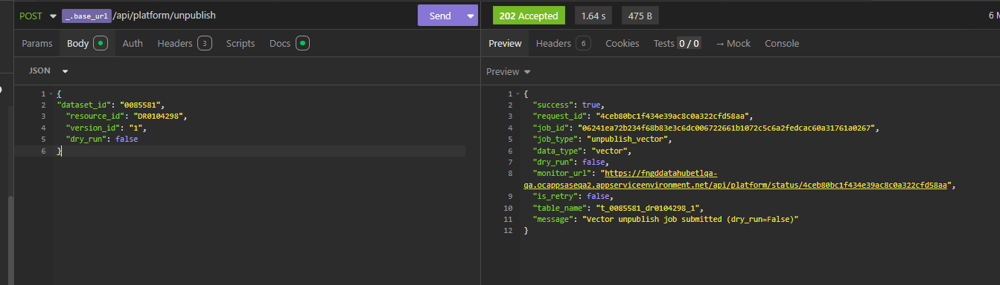 POST _.base_url /api/platform/unpublish Send
Params Body Auth Headers 3 Scripts Docs
JSON
1 {
2 "dataset_id": "0085581",
3 "resource_id": "DR0104298",
4 "version_id": "1",
5 "dry_run": false
6 }
202 Accepted 1.64 s 475 B 6 M
Preview Headers 6 Cookies Tests 0 / 0 → Mock Console
Preview
1 {
2 "success": true,
3 "request_id": "4ceb80bc1f434e39ac8c0a322cfd58aa",
4 "job_id": "06241ea72b234f68b83e3c6dc006722661b1072c5c6a2fedcac60a31761a0267",
5 "job_type": "unpublish_vector",
6 "data_type": "vector",
7 "dry_run": false,
8 "monitor_url": "https://fngddatahubetlqa-
qa.ocappsaseqa2.appserviceenvironment.net/api/platform/status/4ceb80bc1f434e39ac8c0a322cfd58aa",
9 "is_retry": false,
10 "table_name": "t_0085581_dr0104298_1",
11 "message": "Vector unpublish job submitted (dry_run=False)"
12 }